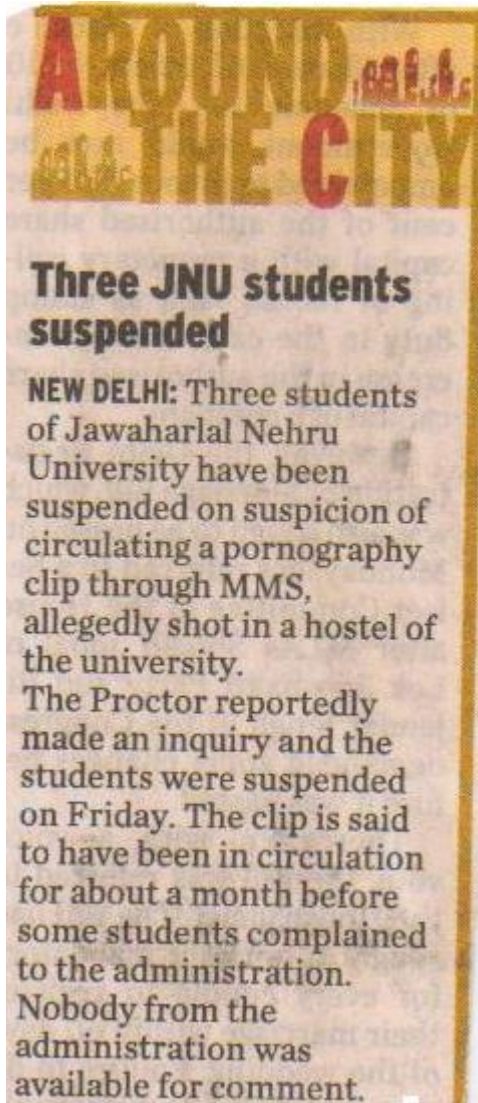 AROUND
THE CITY
Three JNU students
suspended
NEW DELHI: Three students
of Jawaharlal Nehru
University have been
suspended on suspicion of
circulating a pornography
clip through MMS,
allegedly shot in a hostel of
the university.
The Proctor reportedly
made an inquiry and the
students were suspended
on Friday. The clip is said
to have been in circulation
for about a month before
some students complained
to the administration.
Nobody from the
administration was
available for comment.